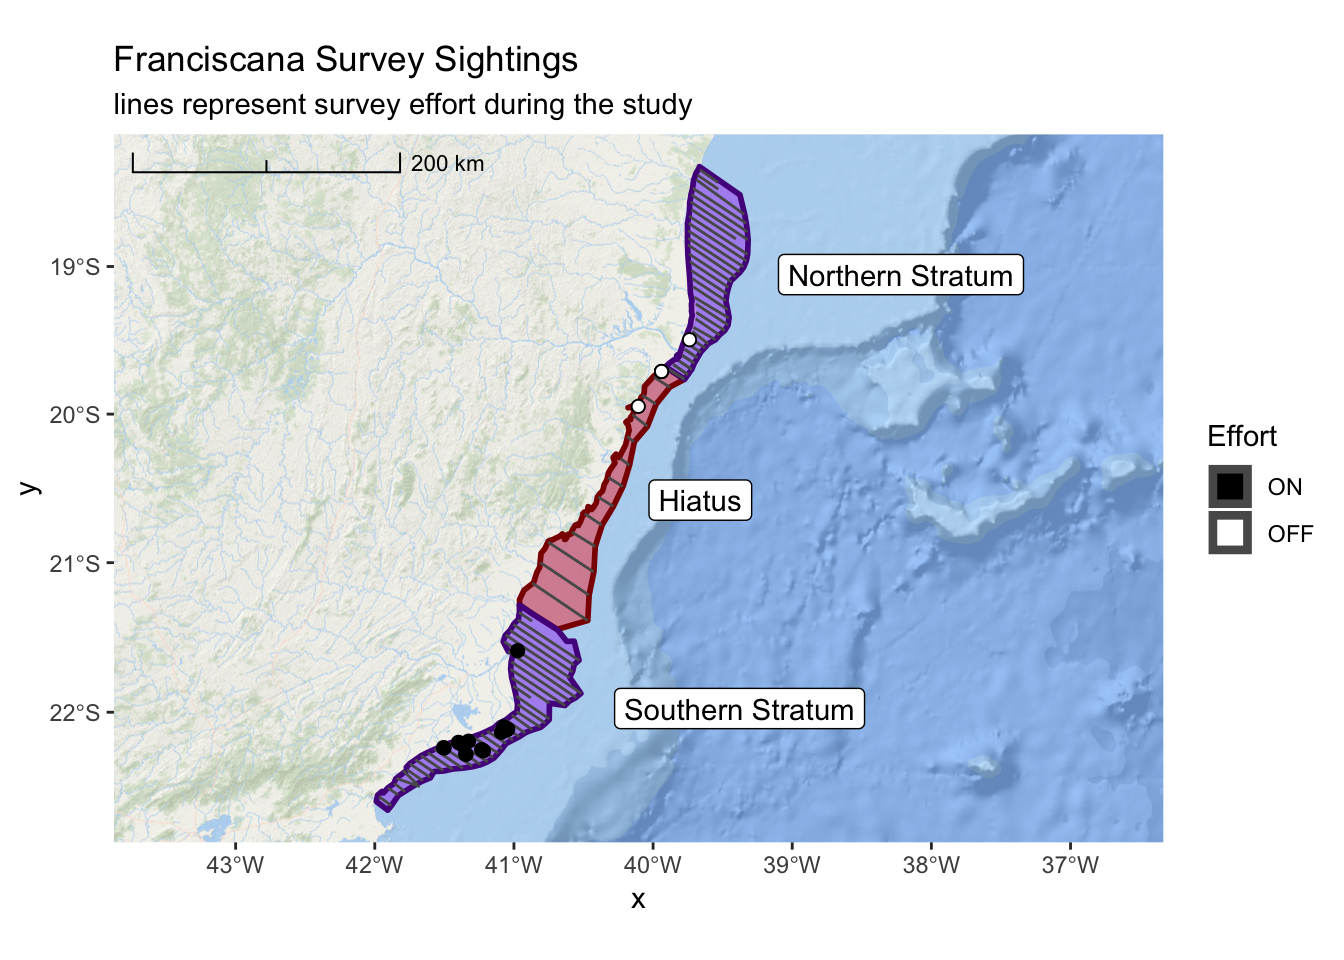 Franciscana Survey Sightings
lines represent survey effort during the study
200 km
Northern Stratum
Hiatus
Southern Stratum
19°S
20°S
21°S
22°S
y
43°W 42°W 41°W 40°W 39°W 38°W 37°W
x
Effort
ON
OFF